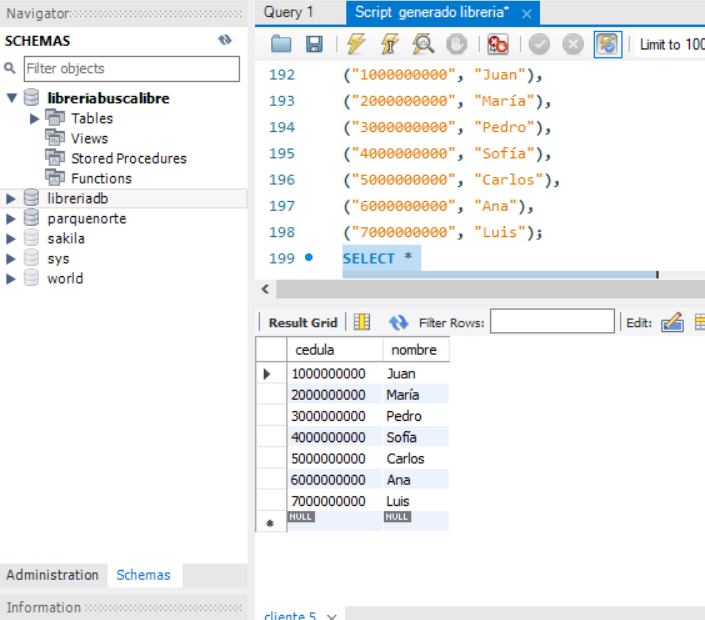 Navigator
SCHEMAS
Filter objects
libreriabuscalibre
Tables
Views
Stored Procedures
Functions
libreriadb
parquenorte
sakila
sys
world
Administration Schemas
Information
Query 1 Script generado libreria*
Limit to 100
192 ("1000000000", "Juan"),
193 ("2000000000", "María"),
194 ("3000000000", "Pedro"),
195 ("4000000000", "Sofía"),
196 ("5000000000", "Carlos"),
197 ("6000000000", "Ana"),
198 ("7000000000", "Luis");
199 SELECT *
Result Grid Filter Rows: Edit:
cedula nombre
1000000000 Juan
2000000000 María
3000000000 Pedro
4000000000 Sofía
5000000000 Carlos
6000000000 Ana
7000000000 Luis
NULL NULL
cliente 5